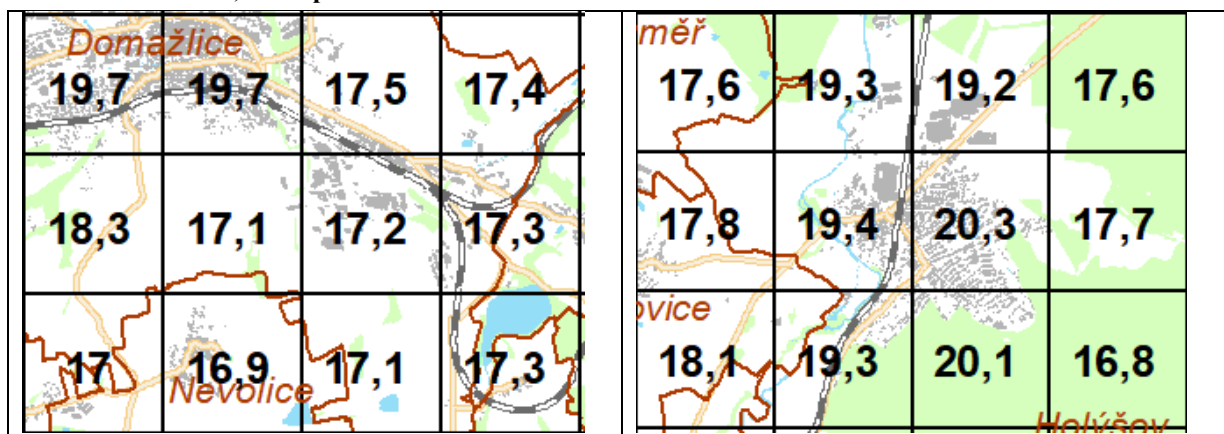 Domažlice
19,7 19,7 17,5 17,4
18,3 17,1 17,2 17,3
17 16,9 17,1 17,3
Nevolice
měř
17,6 19,3 19,2 17,6
17,8 19,4 20,3 17,7
ovice
18,1 19,3 20,1 16,8
Holýšov